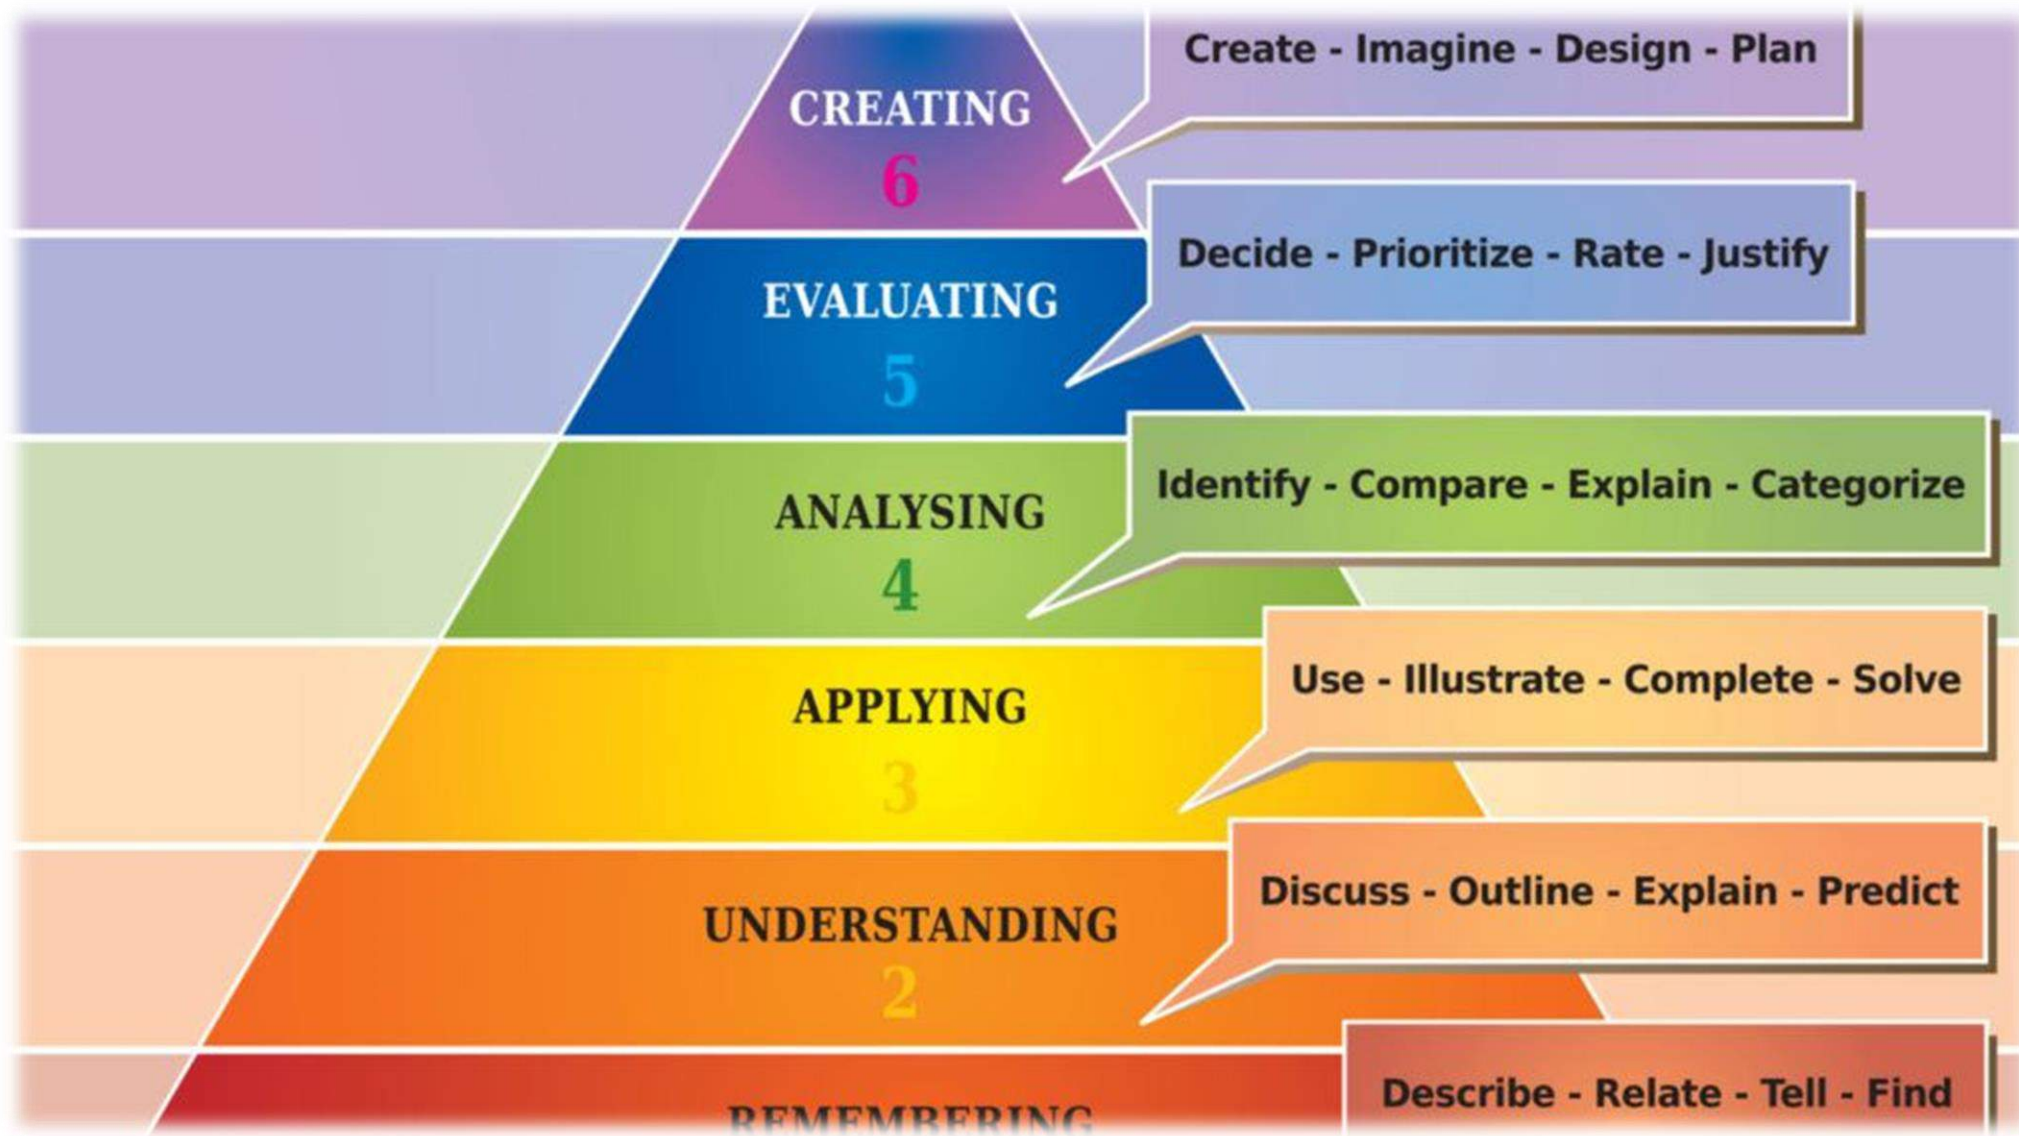 Create - Imagine - Design - Plan
CREATING
6
Decide - Prioritize - Rate - Justify
EVALUATING
5
Identify - Compare - Explain - Categorize
ANALYSING
4
Use - Illustrate - Complete - Solve
APPLYING
3
Discuss - Outline - Explain - Predict
UNDERSTANDING
2
Describe - Relate - Tell - Find
REMEMBERING